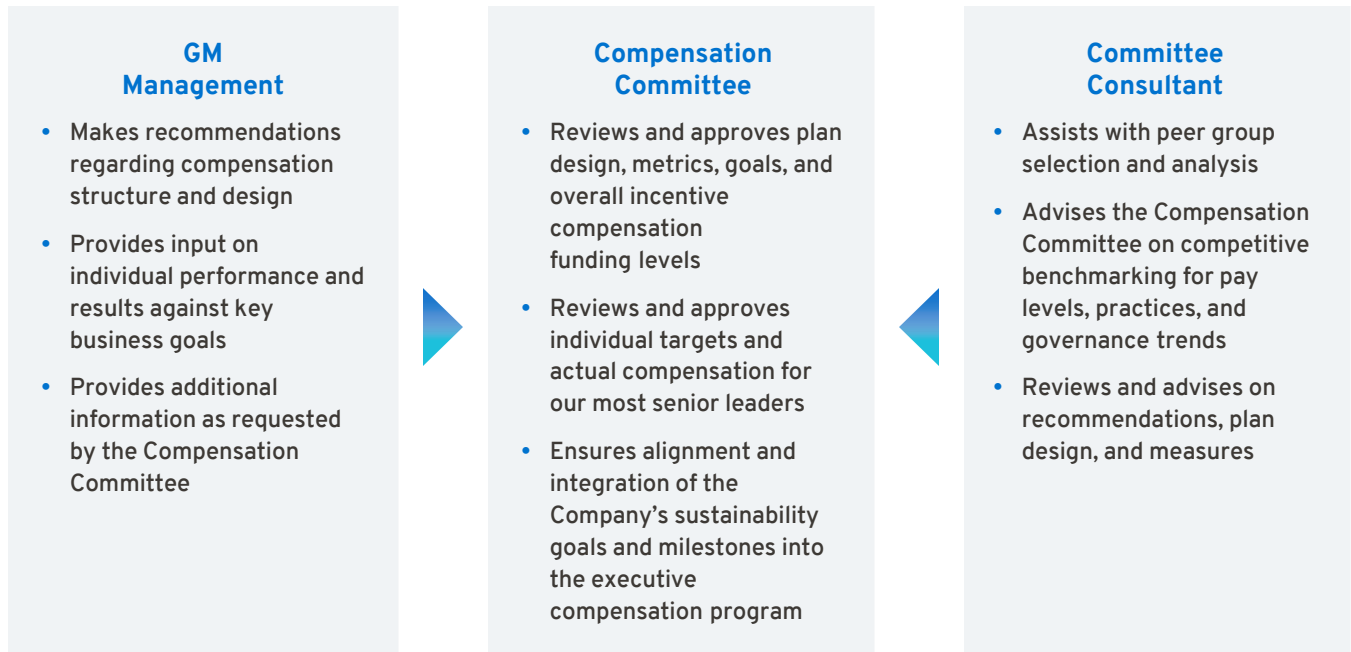 GM
Management
• Makes recommendations
regarding compensation
structure and design
• Provides input on
individual performance and
results against key
business goals
• Provides additional
information as requested
by the Compensation
Committee
Compensation
Committee
• Reviews and approves plan
design, metrics, goals, and
overall incentive
compensation
funding levels
• Reviews and approves
individual targets and
actual compensation for
our most senior leaders
• Ensures alignment and
integration of the
Company’s sustainability
goals and milestones into
the executive
compensation program
Committee
Consultant
• Assists with peer group
selection and analysis
• Advises the Compensation
Committee on competitive
benchmarking for pay
levels, practices, and
governance trends
• Reviews and advises on
recommendations, plan
design, and measures